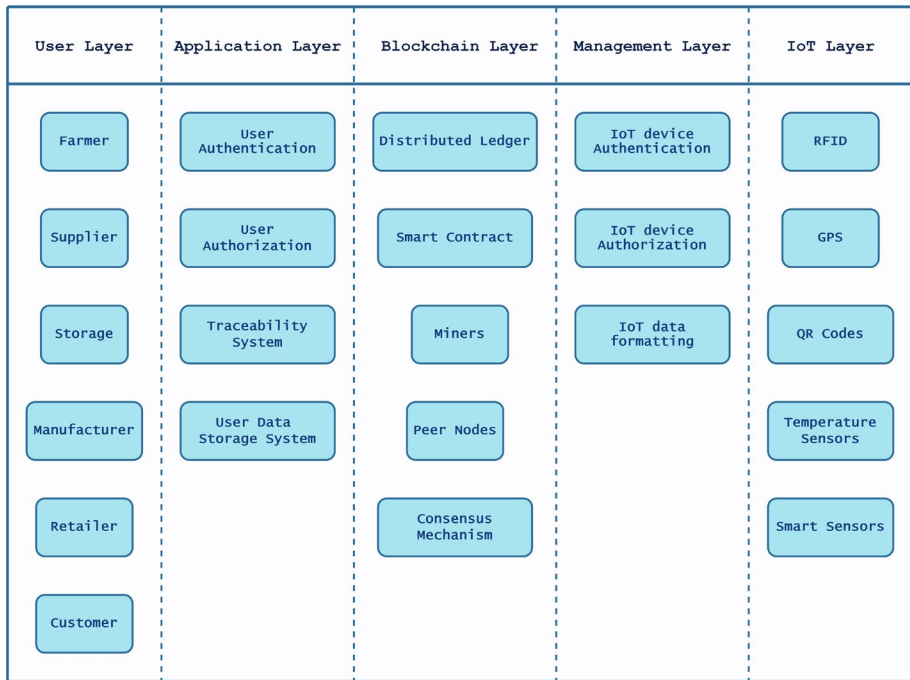 User Layer
Application Layer
Blockchain Layer
Management Layer
IoT Layer
Farmer
User
Authentication
Distributed Ledger
IoT device
Authentication
RFID
Supplier
User
Authorization
Smart Contract
IoT device
Authorization
GPS
Storage
Traceability
System
Miners
IoT data
formatting
QR Codes
Manufacturer
User Data
Storage System
Peer Nodes
Temperature
Sensors
Retailer
Consensus
Mechanism
Smart Sensors
Customer